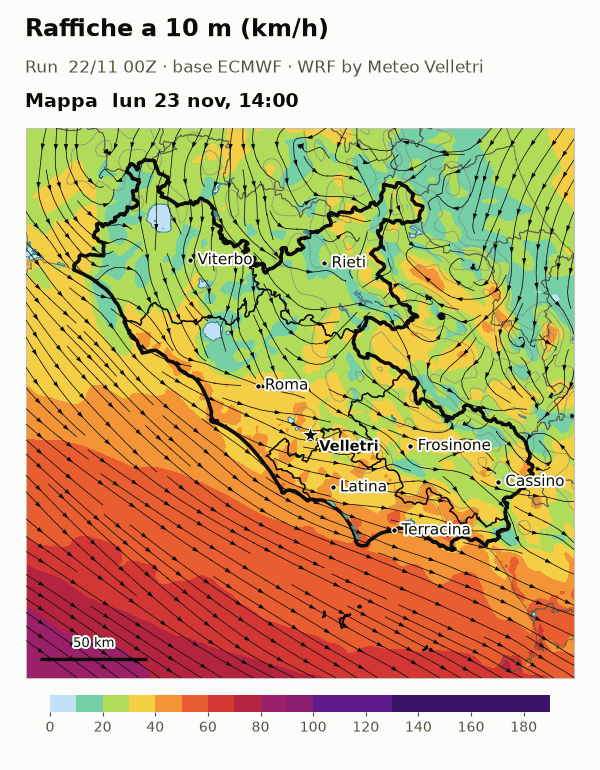 Raffiche a 10 m (km/h)
Run 22/11 00Z · base ECMWF · WRF by Meteo Velletri
Mappa lun 23 nov, 14:00
Viterbo
Rieti
Roma
Velletri
Frosinone
Latina
Cassino
Terracina
50 km
0 20 40 60 80 100 120 140 160 180